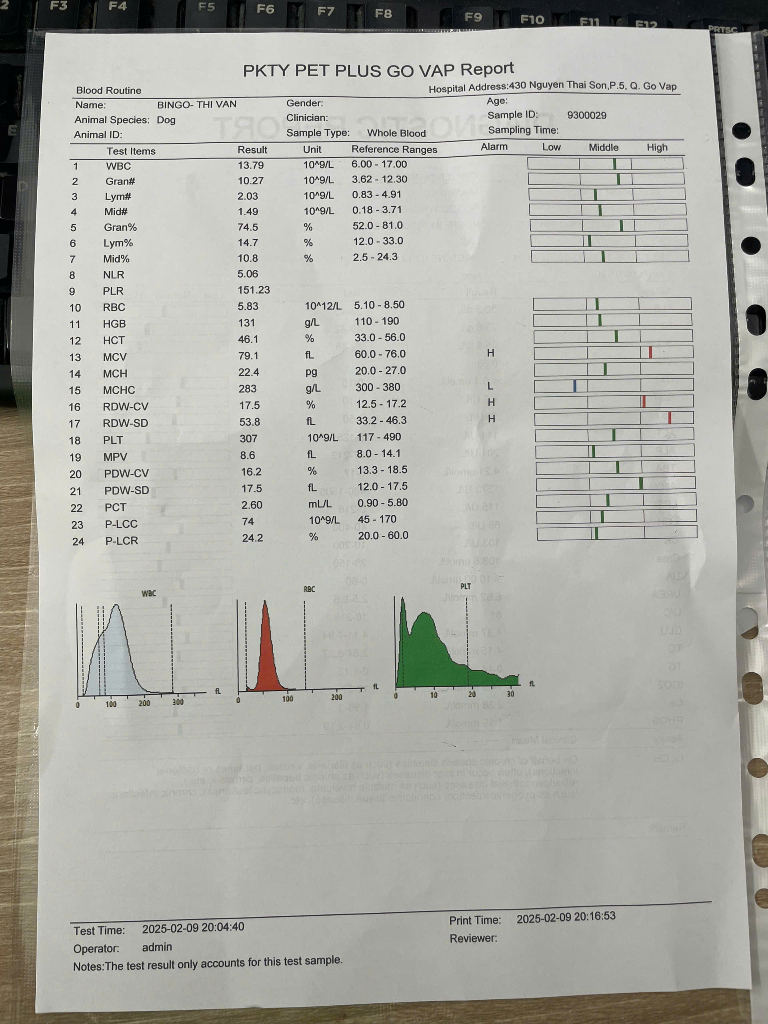 F3 F4 F5 F6 F7 F8 F9 F10 F11 F12 PRTSC
PKTY PET PLUS GO VAP Report
Blood Routine Hospital Address:430 Nguyen Thai Son,P.5, Q. Go Vap
Name: BINGO- THI VAN Gender: Age:
Animal Species: Dog Clinician: Sample ID: 9300029
Animal ID: Sample Type: Whole Blood Sampling Time:
Test Items Result Unit Reference Ranges Alarm Low Middle High
1 WBC 13.79 10^9/L 6.00 - 17.00
2 Gran# 10.27 10^9/L 3.62 - 12.30
3 Lym# 2.03 10^9/L 0.83 - 4.91
4 Mid# 1.49 10^9/L 0.18 - 3.71
5 Gran% 74.5 % 52.0 - 81.0
6 Lym% 14.7 % 12.0 - 33.0
7 Mid% 10.8 % 2.5 - 24.3
8 NLR 5.06
9 PLR 151.23
10 RBC 5.83 10^12/L 5.10 - 8.50
11 HGB 131 g/L 110 - 190
12 HCT 46.1 % 33.0 - 56.0
13 MCV 79.1 fL 60.0 - 76.0 H
14 MCH 22.4 pg 20.0 - 27.0
15 MCHC 283 g/L 300 - 380 L
16 RDW-CV 17.5 % 12.5 - 17.2 H
17 RDW-SD 53.8 fL 33.2 - 46.3 H
18 PLT 307 10^9/L 117 - 490
19 MPV 8.6 fL 8.0 - 14.1
20 PDW-CV 16.2 % 13.3 - 18.5
21 PDW-SD 17.5 fL 12.0 - 17.5
22 PCT 2.60 mL/L 0.90 - 5.80
23 P-LCC 74 10^9/L 45 - 170
24 P-LCR 24.2 % 20.0 - 60.0
WBC RBC PLT
0 100 200 300 fL 0 100 200 fL 0 10 20 30 fL
Test Time: 2025-02-09 20:04:40 Print Time: 2025-02-09 20:16:53
Operator: admin Reviewer:
Notes:The test result only accounts for this test sample.